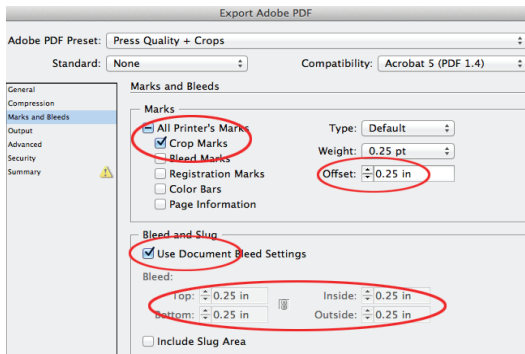 Export Adobe PDF
Adobe PDF Preset: Press Quality + Crops
Standard: None Compatibility: Acrobat 5 (PDF 1.4)
General
Compression
Marks and Bleeds
Output
Advanced
Security
Summary
Marks and Bleeds
Marks
All Printer's Marks
Crop Marks
Bleed Marks
Registration Marks
Color Bars
Page Information
Type: Default
Weight: 0.25 pt
Offset: 0.25 in
Bleed and Slug
Use Document Bleed Settings
Bleed:
Top: 0.25 in Inside: 0.25 in
Bottom: 0.25 in Outside: 0.25 in
Include Slug Area